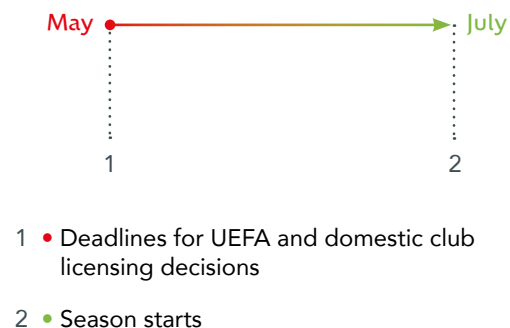 May July
1 2
1 • Deadlines for UEFA and domestic club
licensing decisions
2 • Season starts